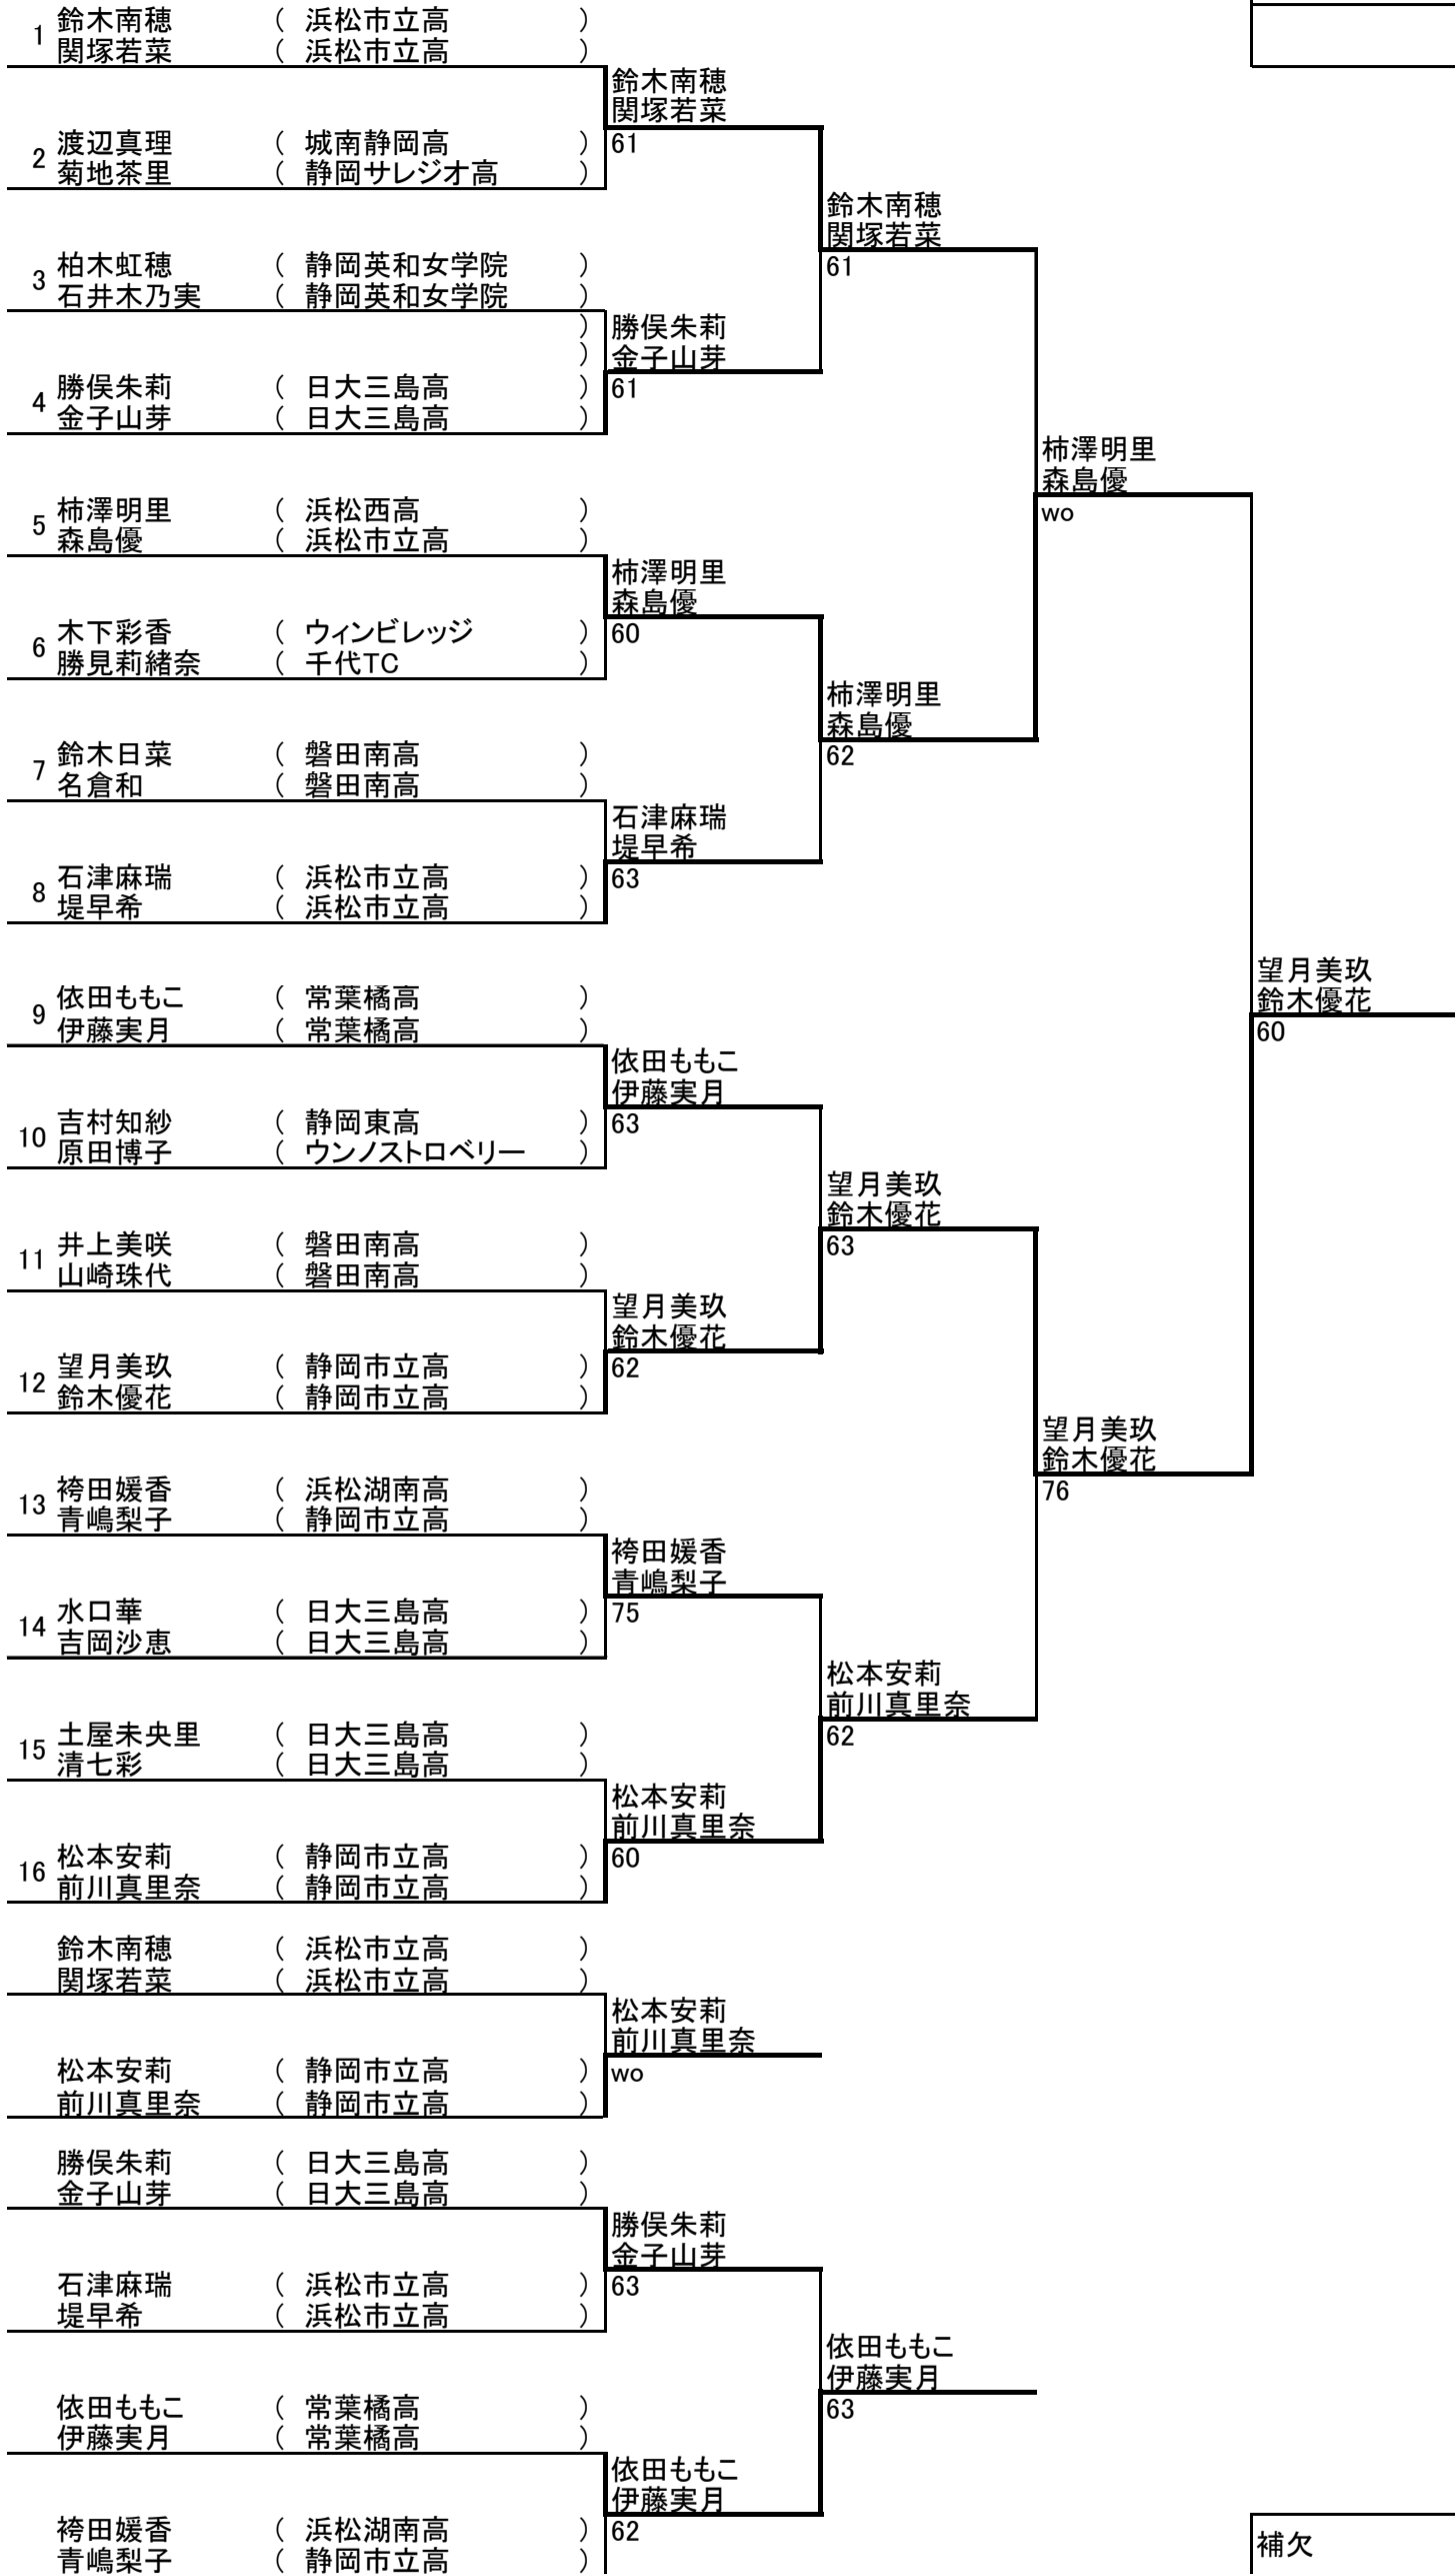 1 鈴木南穂 ( 浜松市立高 )
関塚若菜 ( 浜松市立高 )
鈴木南穂
関塚若菜
61
2 渡辺真理 ( 城南静岡高 )
菊地茶里 ( 静岡サレジオ高 )
鈴木南穂
関塚若菜
61
3 柏木虹穂 ( 静岡英和女学院 )
石井木乃実 ( 静岡英和女学院 )
)
)
勝俣朱莉
金子山芽
61
4 勝俣朱莉 ( 日大三島高 )
金子山芽 ( 日大三島高 )
柿澤明里
森島優
wo
5 柿澤明里 ( 浜松西高 )
森島優 ( 浜松市立高 )
柿澤明里
森島優
60
6 木下彩香 ( ウィンビレッジ )
勝見莉緒奈 ( 千代TC )
柿澤明里
森島優
62
7 鈴木日菜 ( 磐田南高 )
名倉和 ( 磐田南高 )
石津麻瑞
堤早希
63
8 石津麻瑞 ( 浜松市立高 )
堤早希 ( 浜松市立高 )
望月美玖
鈴木優花
60
9 依田ももこ ( 常葉橘高 )
伊藤実月 ( 常葉橘高 )
依田ももこ
伊藤実月
63
10 吉村知紗 ( 静岡東高 )
原田博子 ( ウンノストロベリー )
望月美玖
鈴木優花
63
11 井上美咲 ( 磐田南高 )
山崎珠代 ( 磐田南高 )
望月美玖
鈴木優花
62
12 望月美玖 ( 静岡市立高 )
鈴木優花 ( 静岡市立高 )
望月美玖
鈴木優花
76
13 袴田媛香 ( 浜松湖南高 )
青嶋梨子 ( 静岡市立高 )
袴田媛香
青嶋梨子
75
14 水口華 ( 日大三島高 )
吉岡沙恵 ( 日大三島高 )
松本安莉
前川真里奈
62
15 土屋未央里 ( 日大三島高 )
清七彩 ( 日大三島高 )
松本安莉
前川真里奈
60
16 松本安莉 ( 静岡市立高 )
前川真里奈 ( 静岡市立高 )
鈴木南穂 ( 浜松市立高 )
関塚若菜 ( 浜松市立高 )
松本安莉
前川真里奈
wo
松本安莉 ( 静岡市立高 )
前川真里奈 ( 静岡市立高 )
勝俣朱莉 ( 日大三島高 )
金子山芽 ( 日大三島高 )
勝俣朱莉
金子山芽
63
石津麻瑞 ( 浜松市立高 )
堤早希 ( 浜松市立高 )
依田ももこ
伊藤実月
63
依田ももこ ( 常葉橘高 )
伊藤実月 ( 常葉橘高 )
依田ももこ
伊藤実月
62
袴田媛香 ( 浜松湖南高 )
青嶋梨子 ( 静岡市立高 )
補欠